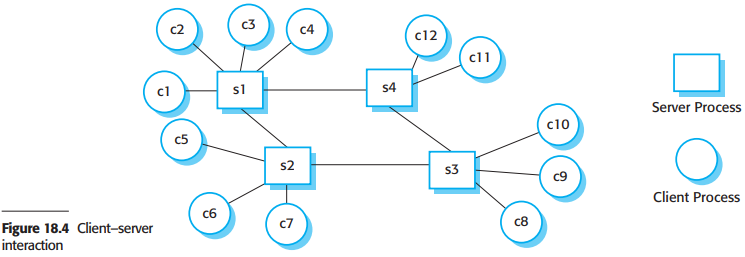 c2
c3
c4
c12
c11
c1
s1
s4
Server Process
c10
c5
s2
s3
c9
Client Process
c6
c7
c8
Figure 18.4 Client–server
interaction